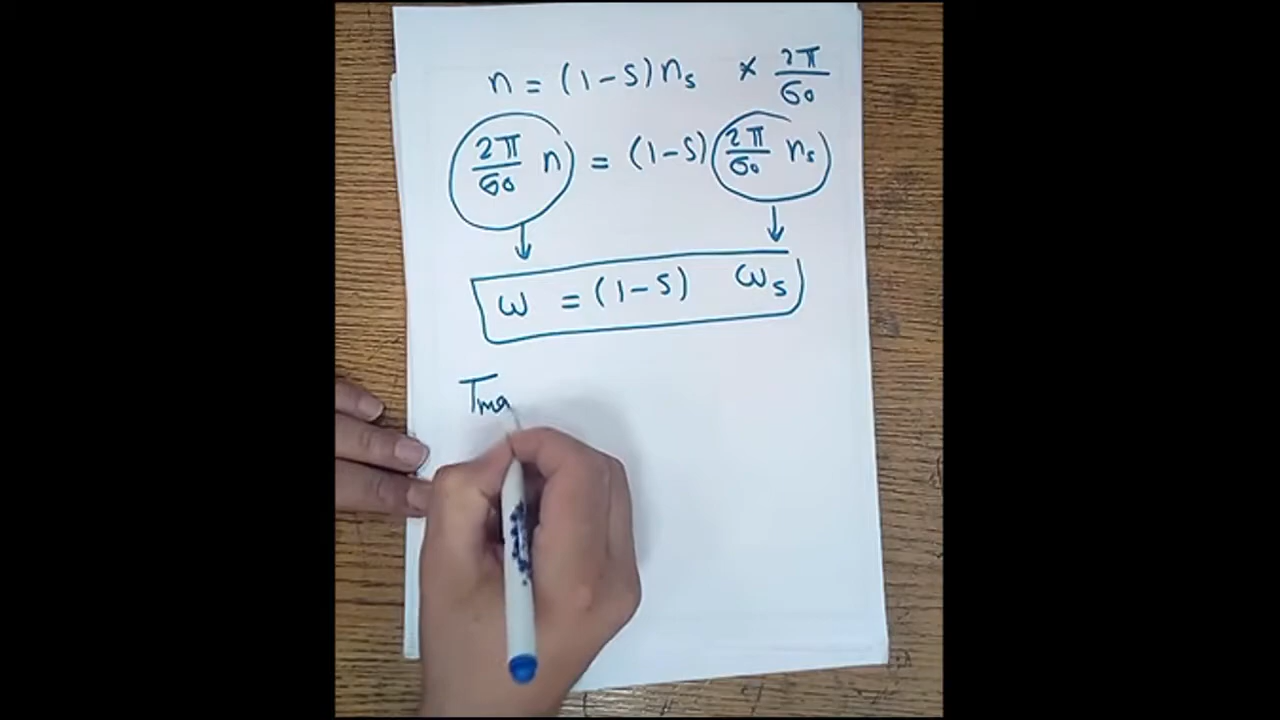 n = (1-S) nₛ × 2π/60
2π/60 n = (1-S) 2π/60 nₛ
ω = (1-S) ωₛ
Tma